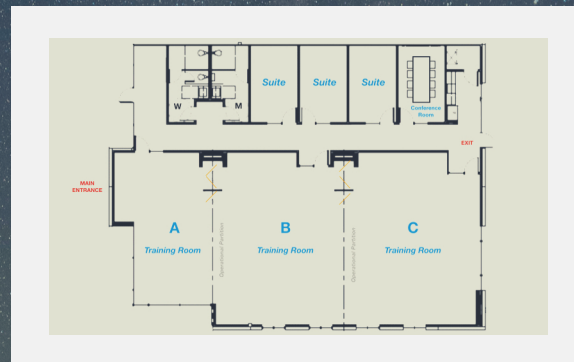 Suite
Suite
Suite
W
M
Conference
Room
EXIT
MAIN
ENTRANCE
A
B
C
Training Room
Training Room
Training Room
Operational Partition
Operational Partition